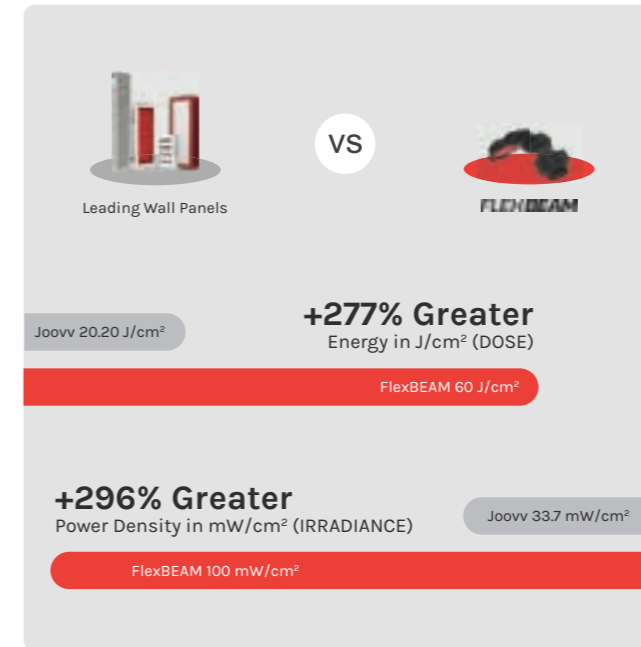 VS
Leading Wall Panels
FLEXBEAM
+277% Greater
Joovv 20.20 J/cm²
Energy in J/cm² (DOSE)
FlexBEAM 60 J/cm²
+296% Greater
Power Density in mW/cm² (IRRADIANCE)
Joovv 33.7 mW/cm²
FlexBEAM 100 mW/cm²